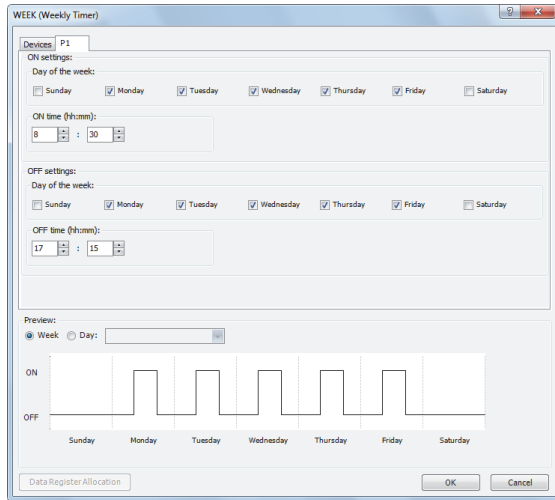 WEEK (Weekly Timer)
Devices P1
ON settings:
Day of the week:
Sunday Monday Tuesday Wednesday Thursday Friday Saturday
ON time (hh:mm):
8 : 30
OFF settings:
Day of the week:
Sunday Monday Tuesday Wednesday Thursday Friday Saturday
OFF time (hh:mm):
17 : 15
Preview:
Week Day:
ON
OFF
Sunday Monday Tuesday Wednesday Thursday Friday Saturday
Data Register Allocation OK Cancel